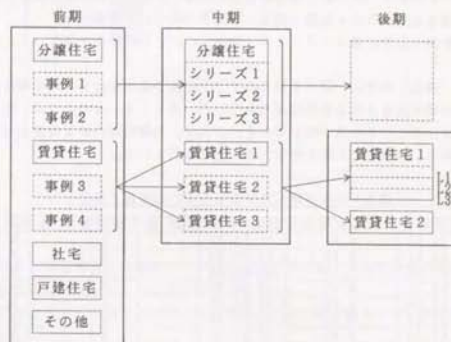 前期
分譲住宅
事例1
事例2
賃貸住宅
事例3
事例4
社宅
戸建住宅
その他
中期
分譲住宅
シリーズ1
シリーズ2
シリーズ3
賃貸住宅1
賃貸住宅2
賃貸住宅3
後期
賃貸住宅1
賃貸住宅2